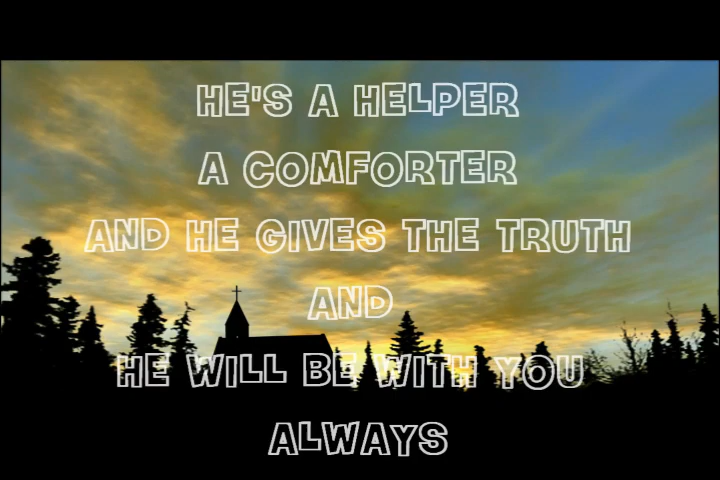 HE'S A HELPER
A COMFORTER
AND HE GIVES THE TRUTH
AND
HE WILL BE WITH YOU
ALWAYS